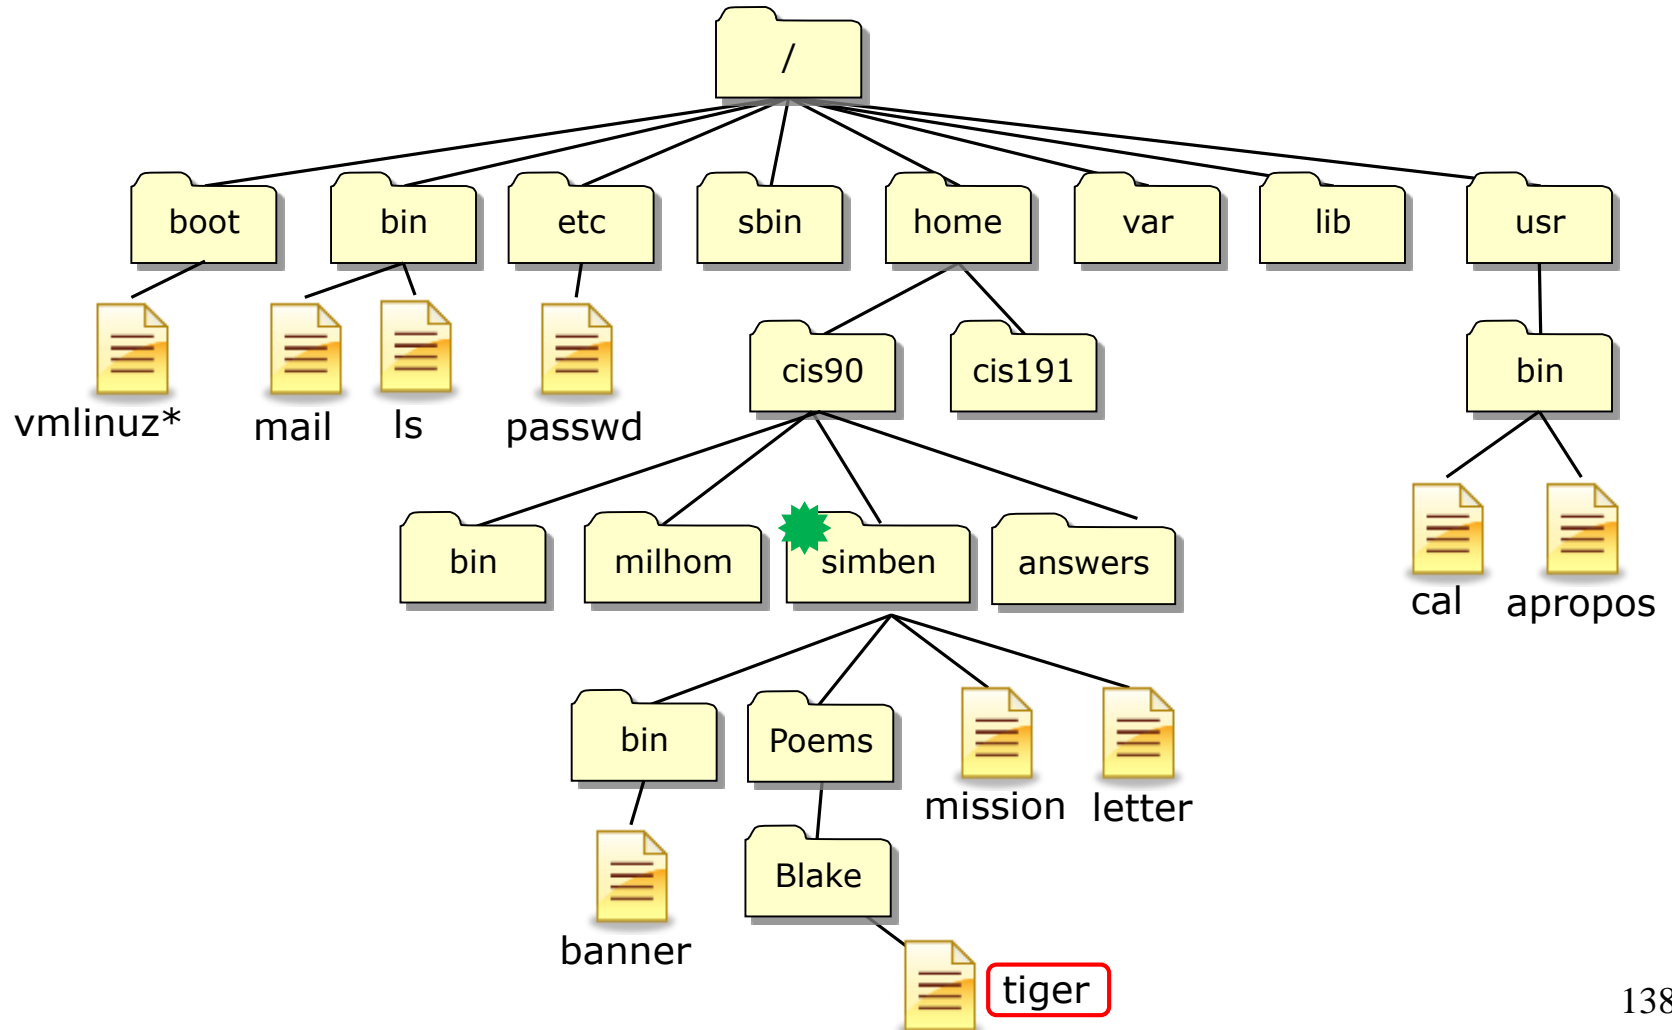 /
boot
bin
etc
sbin
home
var
lib
usr
vmlinuz*
mail
ls
passwd
cis90
cis191
bin
cal
apropos
bin
milhom
simben
answers
bin
Poems
mission
letter
banner
Blake
tiger
138